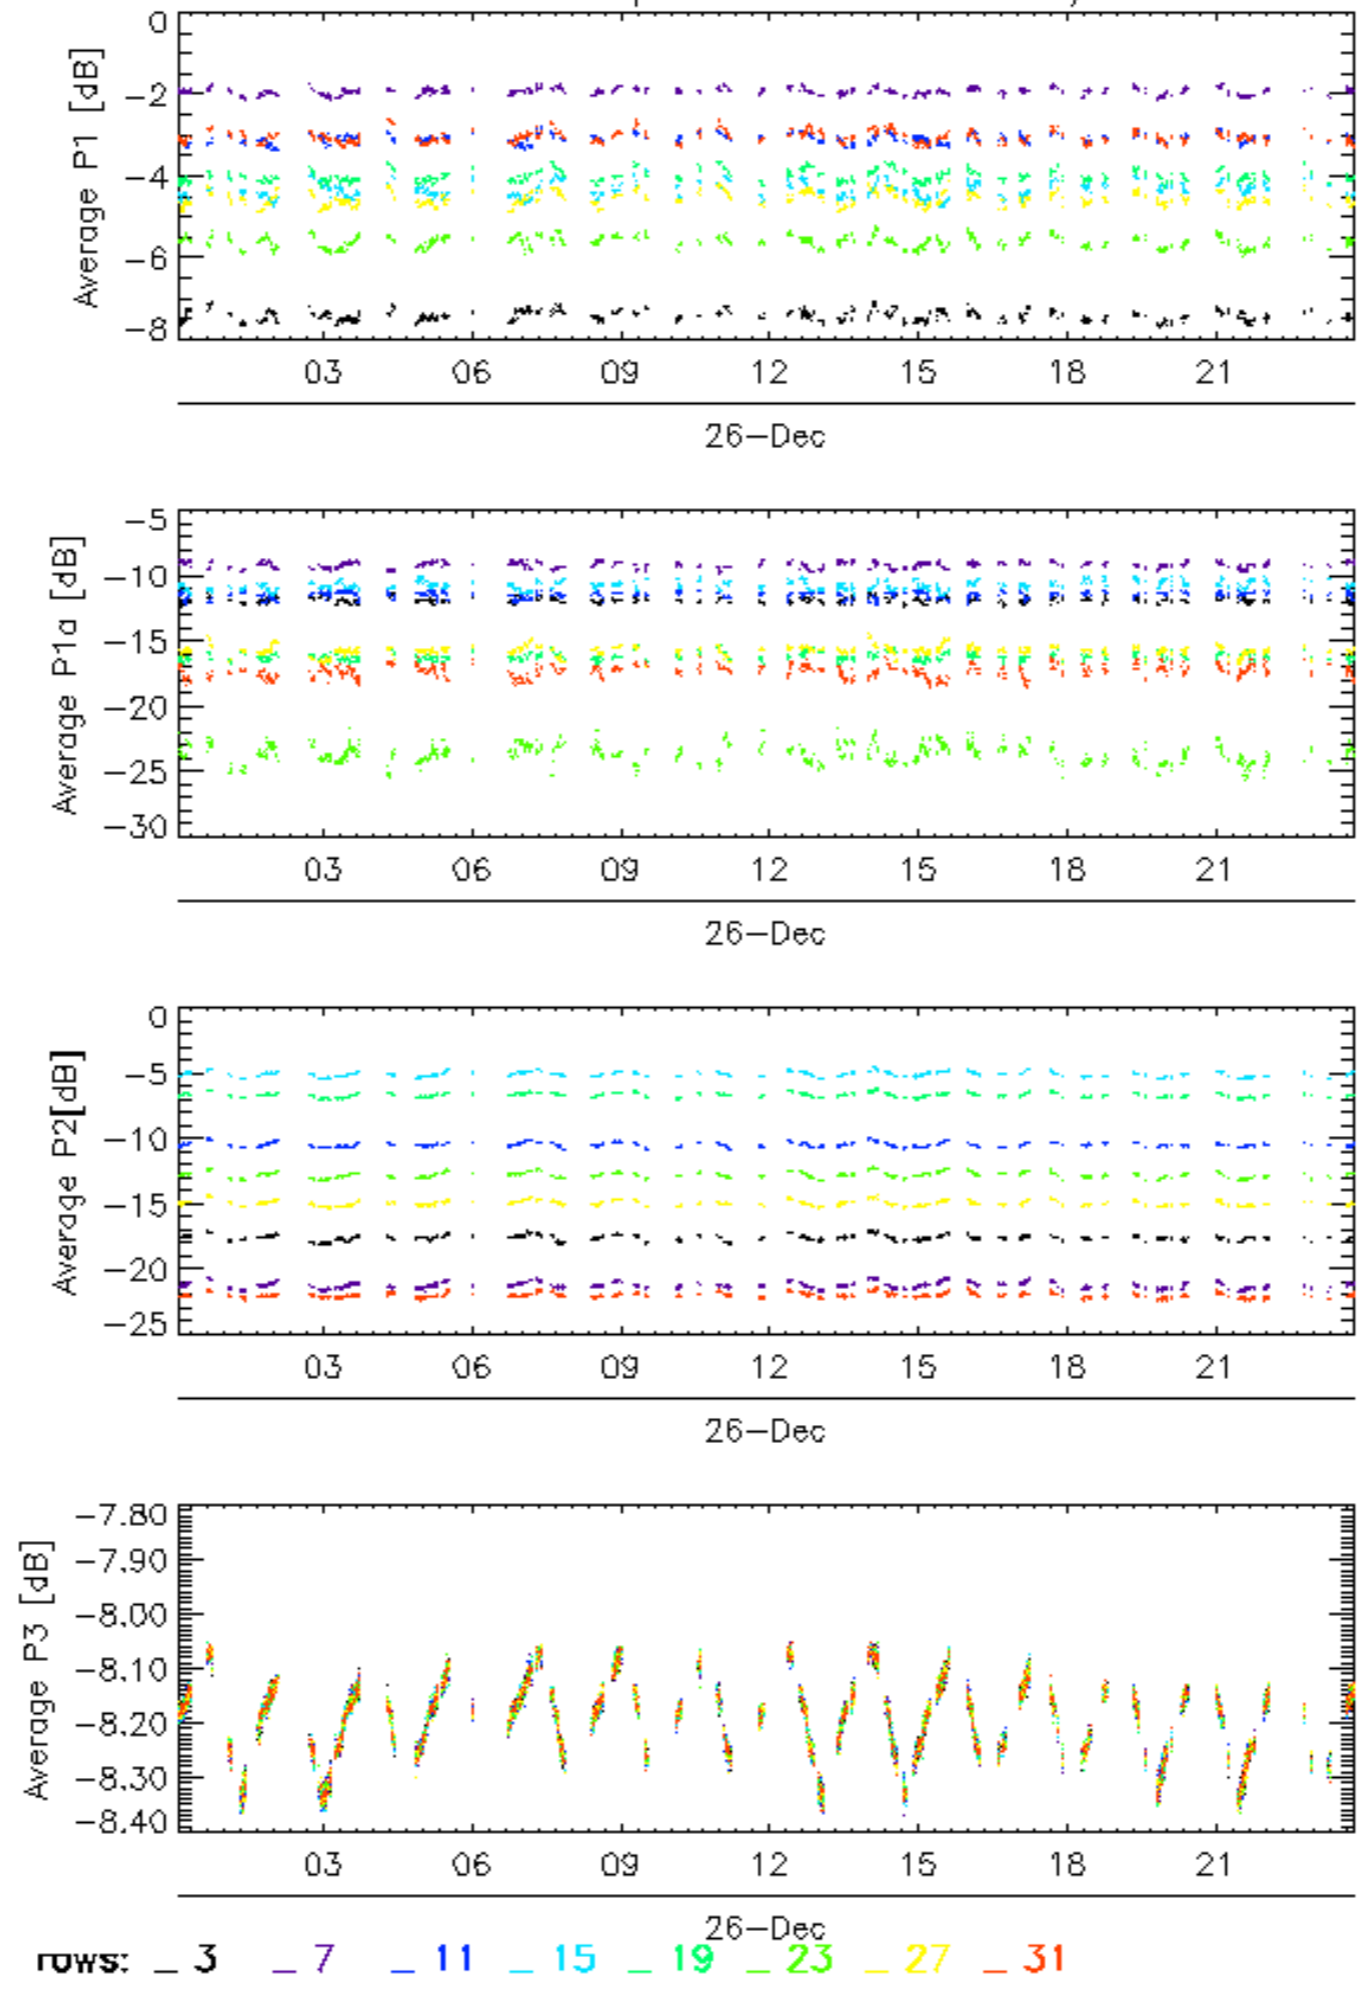 Average P1 [dB]
0
−2
−4
−6
−8
03 06 09 12 15 18 21
26−Dec
Average P1a [dB]
−5
−10
−15
−20
−25
−30
03 06 09 12 15 18 21
26−Dec
Average P2[dB]
0
−5
−10
−15
−20
−25
03 06 09 12 15 18 21
26−Dec
Average P3 [dB]
−7.80
−7.90
−8.00
−8.10
−8.20
−8.30
−8.40
03 06 09 12 15 18 21
26−Dec
rows: _ 3 _ 7 _ 11 _ 15 _ 19 _ 23 _ 27 _ 31